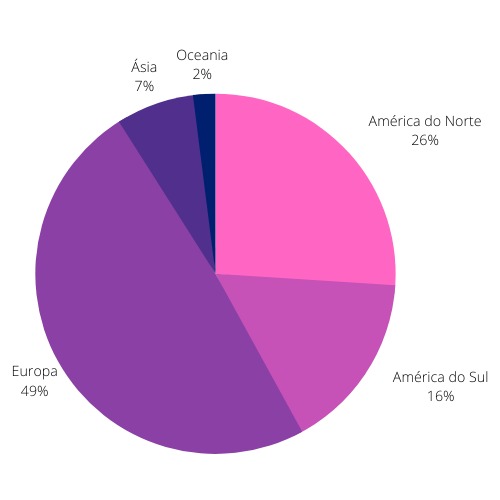 Oceania
2%
Ásia
7%
América do Norte
26%
Europa
49%
América do Sul
16%